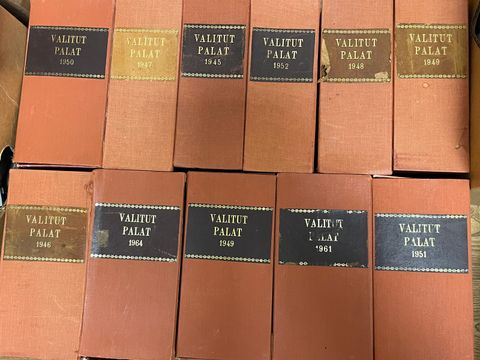 VALITUT
PALAT
1950
VALITUT
PALAT
1947
VALITUT
PALAT
1945
VALITUT
PALAT
1952
VALITUT
PALAT
1948
VALITUT
PALAT
1949
VALITUT
PALAT
1946
VALITUT
PALAT
1964
VALITUT
PALAT
1949
VALITUT
PALAT
1961
VALITUT
PALAT
1951